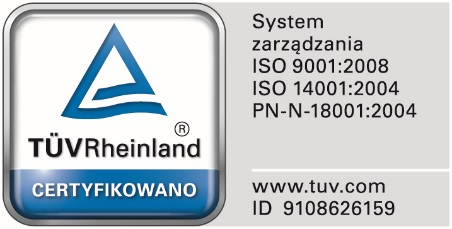 TÜVRheinland®
CERTYFIKOWANO
System
zarządzania
ISO 9001:2008
ISO 14001:2004
PN-N-18001:2004
www.tuv.com
ID 9108626159